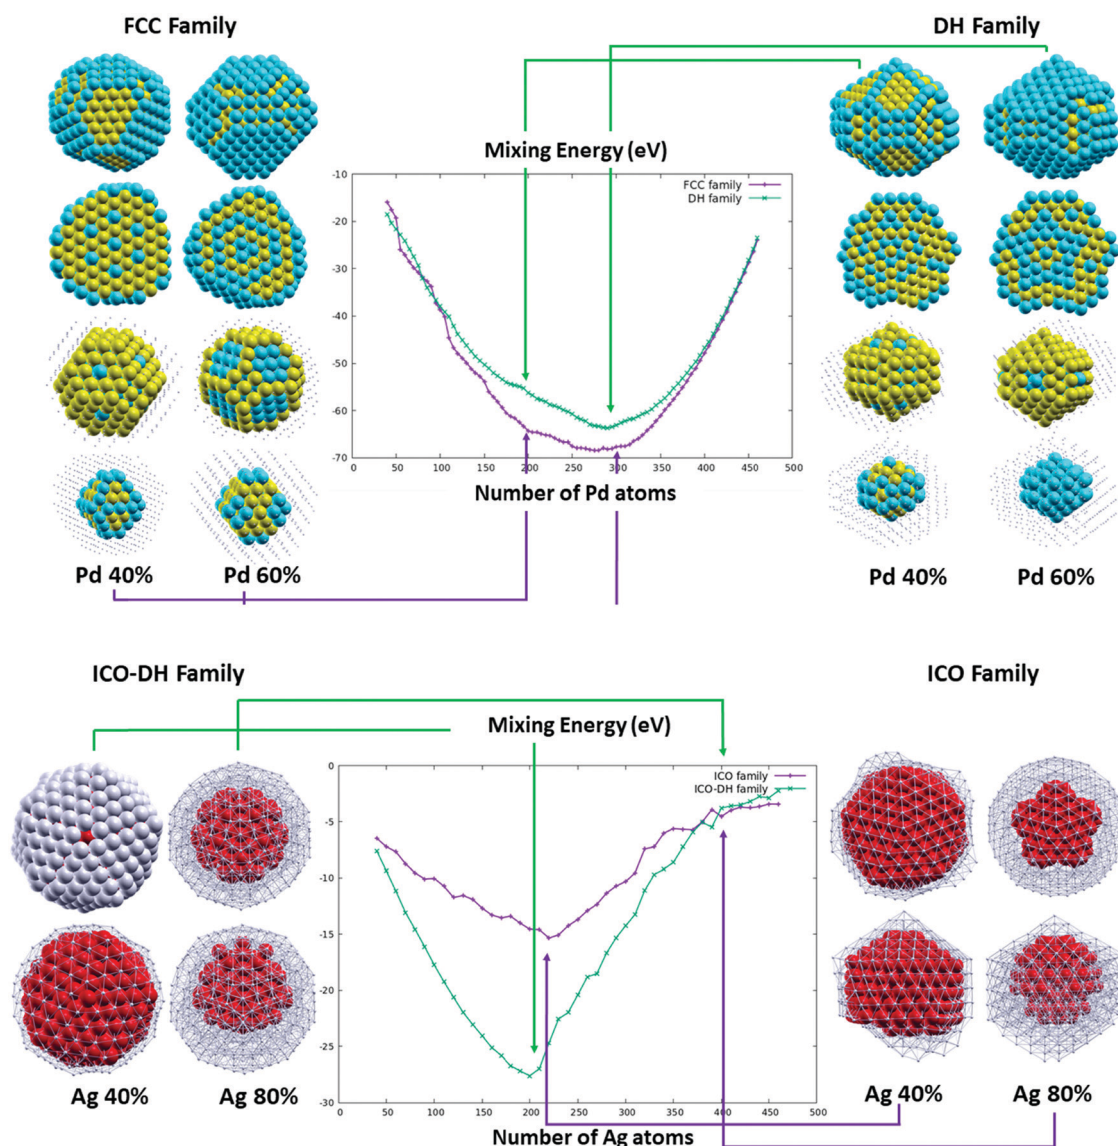 FCC Family
DH Family
Mixing Energy (eV)
FCC family
DH family
-10
-20
-30
-40
-50
-60
-70
0 50 100 150 200 250 300 350 400 450 500
Number of Pd atoms
Pd 40% Pd 60%
Pd 40% Pd 60%
ICO-DH Family
ICO Family
Mixing Energy (eV)
ICO family
ICO-DH family
0
-5
-10
-15
-20
-25
-30
0 50 100 150 200 250 300 350 400 450 500
Number of Ag atoms
Ag 40% Ag 80%
Ag 40% Ag 80%